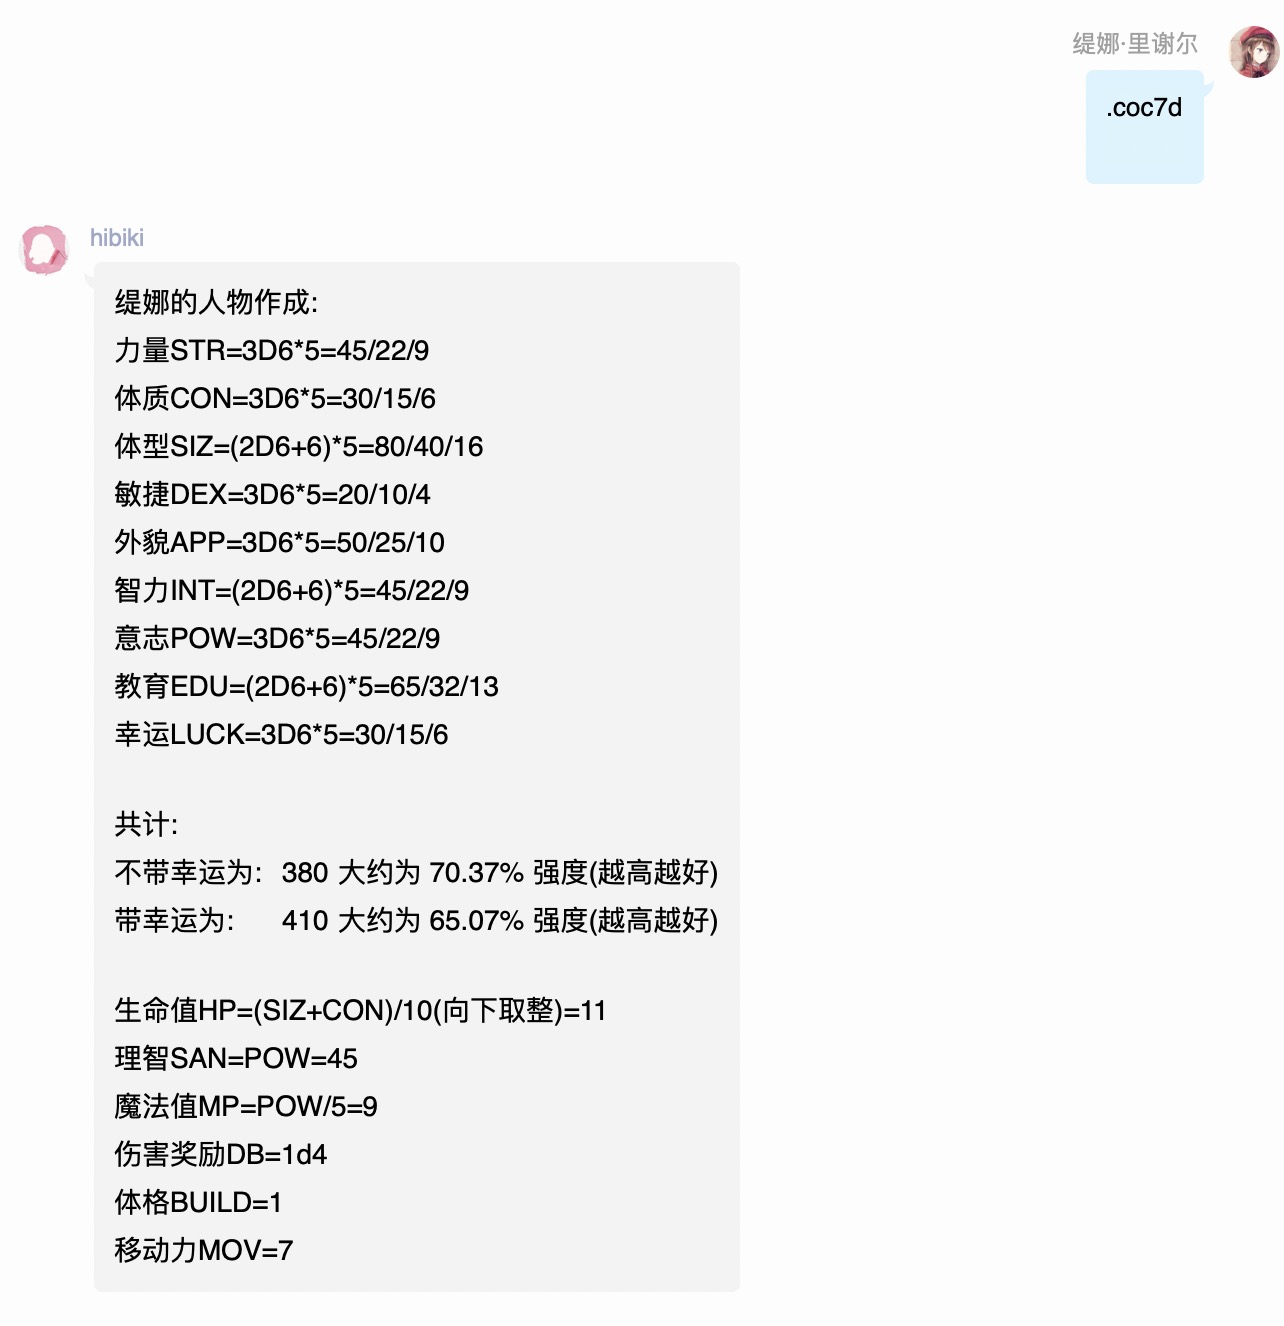 缇娜·里谢尔
.coc7d
hibiki
缇娜的人物作成:
力量STR=3D6*5=45/22/9
体质CON=3D6*5=30/15/6
体型SIZ=(2D6+6)*5=80/40/16
敏捷DEX=3D6*5=20/10/4
外貌APP=3D6*5=50/25/10
智力INT=(2D6+6)*5=45/22/9
意志POW=3D6*5=45/22/9
教育EDU=(2D6+6)*5=65/32/13
幸运LUCK=3D6*5=30/15/6
共计:
不带幸运为: 380 大约为 70.37% 强度(越高越好)
带幸运为: 410 大约为 65.07% 强度(越高越好)
生命值HP=(SIZ+CON)/10(向下取整)=11
理智SAN=POW=45
魔法值MP=POW/5=9
伤害奖励DB=1d4
体格BUILD=1
移动力MOV=7